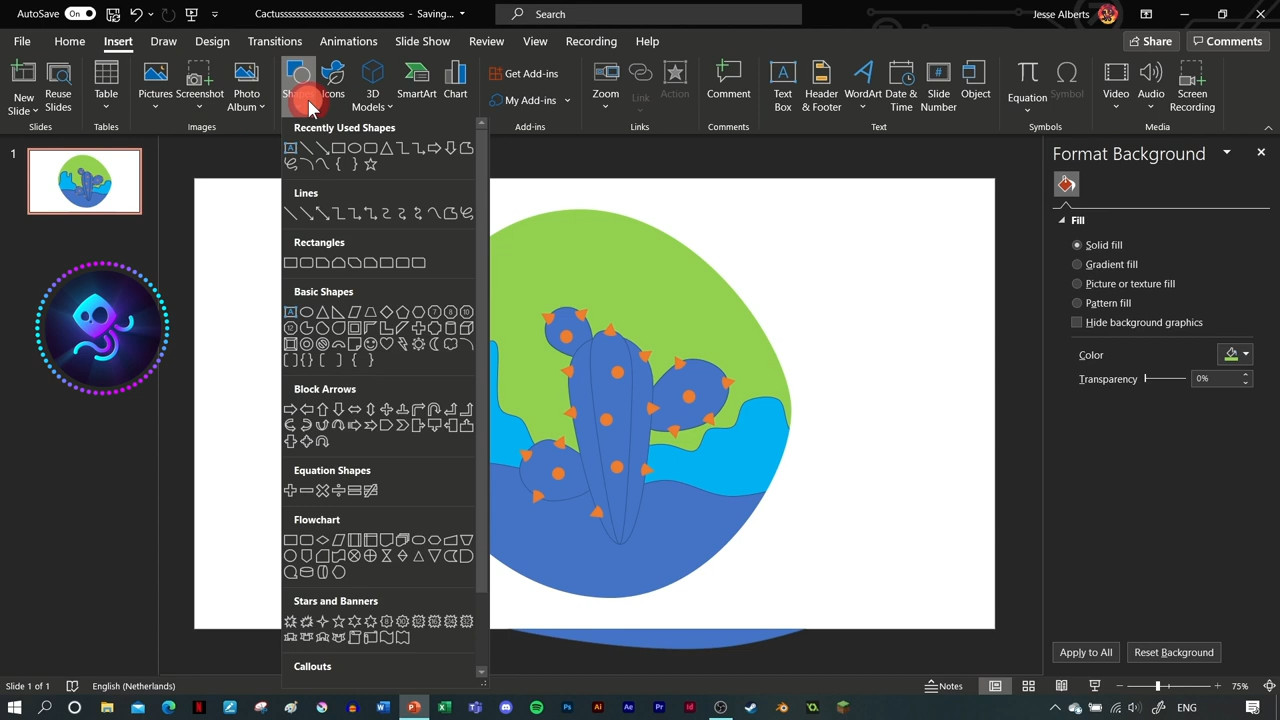 AutoSave On Cactussssssssssssssssssssssssssssssss - Saving... Search Jesse Alberts
File Home Insert Draw Design Transitions Animations Slide Show Review View Recording Help Share Comments
New Slide Reuse Slides Table Pictures Screenshot Photo Album Shapes Icons 3D Models SmartArt Chart Get Add-ins My Add-ins Zoom Link Action Comment Text Box Header & Footer WordArt Date & Time Slide Number Object Equation Symbol Video Audio Screen Recording
Slides Tables Images Add-ins Links Comments Text Symbols Media
1
Recently Used Shapes
Lines
Rectangles
Basic Shapes
Block Arrows
Equation Shapes
Flowchart
Stars and Banners
Callouts
Format Background
Fill
Solid fill
Gradient fill
Picture or texture fill
Pattern fill
Hide background graphics
Color
Transparency 0%
Apply to All Reset Background
Slide 1 of 1 English (Netherlands) Notes 75%
ENG